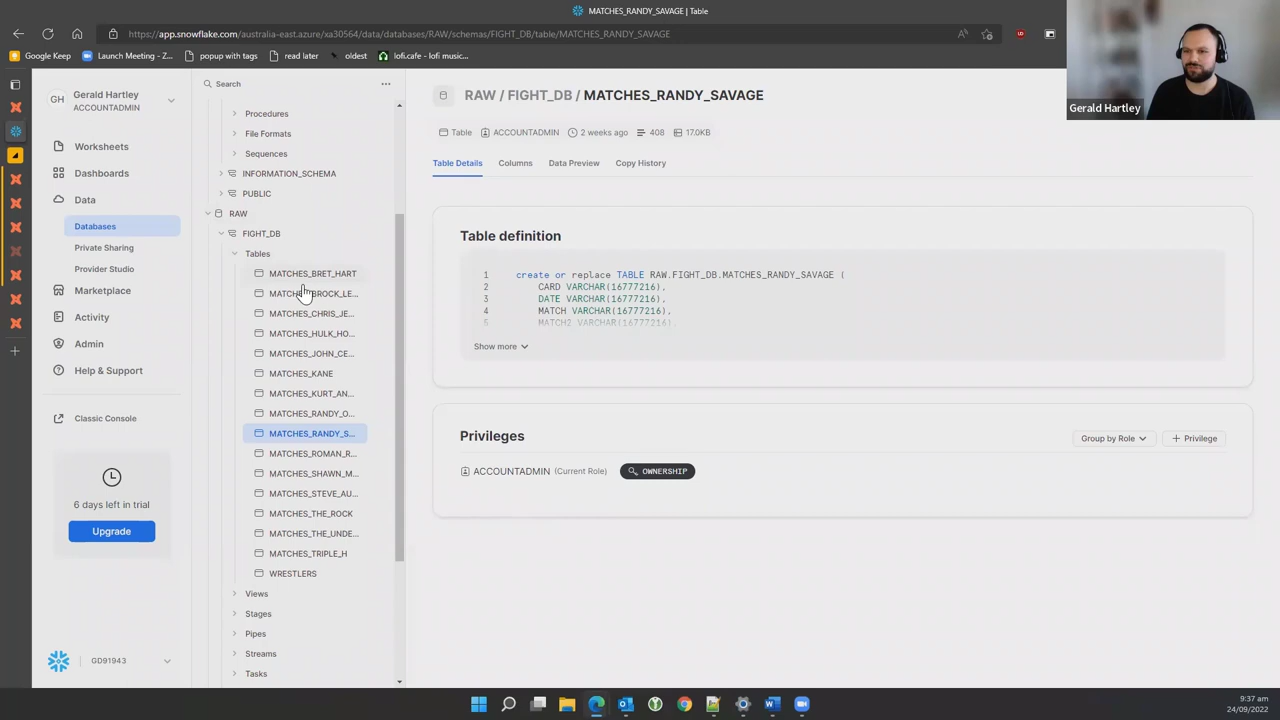 MATCHES_RANDY_SAVAGE | Table
https://app.snowflake.com/australia-east.azure/xa30564/data/databases/RAW/schemas/FIGHT_DB/table/MATCHES_RANDY_SAVAGE
Google Keep
Launch Meeting - Z...
popup with tags
read later
oldest
lofi.cafe - lofi music...
Gerald Hartley
GH
Gerald Hartley
ACCOUNTADMIN
Worksheets
Dashboards
Data
Databases
Private Sharing
Provider Studio
Marketplace
Activity
Admin
Help & Support
Classic Console
6 days left in trial
Upgrade
GD91943
Search
Procedures
File Formats
Sequences
INFORMATION_SCHEMA
PUBLIC
RAW
FIGHT_DB
Tables
MATCHES_BRET_HART
MATCHES_BROCK_LE...
MATCHES_CHRIS_JE...
MATCHES_HULK_HO...
MATCHES_JOHN_CE...
MATCHES_KANE
MATCHES_KURT_AN...
MATCHES_RANDY_O...
MATCHES_RANDY_S...
MATCHES_ROMAN_R...
MATCHES_SHAWN_M...
MATCHES_STEVE_AU...
MATCHES_THE_ROCK
MATCHES_THE_UNDE...
MATCHES_TRIPLE_H
WRESTLERS
Views
Stages
Pipes
Streams
Tasks
RAW / FIGHT_DB / MATCHES_RANDY_SAVAGE
Table ACCOUNTADMIN 2 weeks ago 408 17.0KB
Table Details Columns Data Preview Copy History
Table definition
1 create or replace TABLE RAW.FIGHT_DB.MATCHES_RANDY_SAVAGE (
2 CARD VARCHAR(16777216),
3 DATE VARCHAR(16777216),
4 MATCH VARCHAR(16777216),
5 MATCH2 VARCHAR(16777216),
Show more
Privileges
Group by Role
+ Privilege
ACCOUNTADMIN (Current Role) OWNERSHIP
9:37 am
24/09/2022